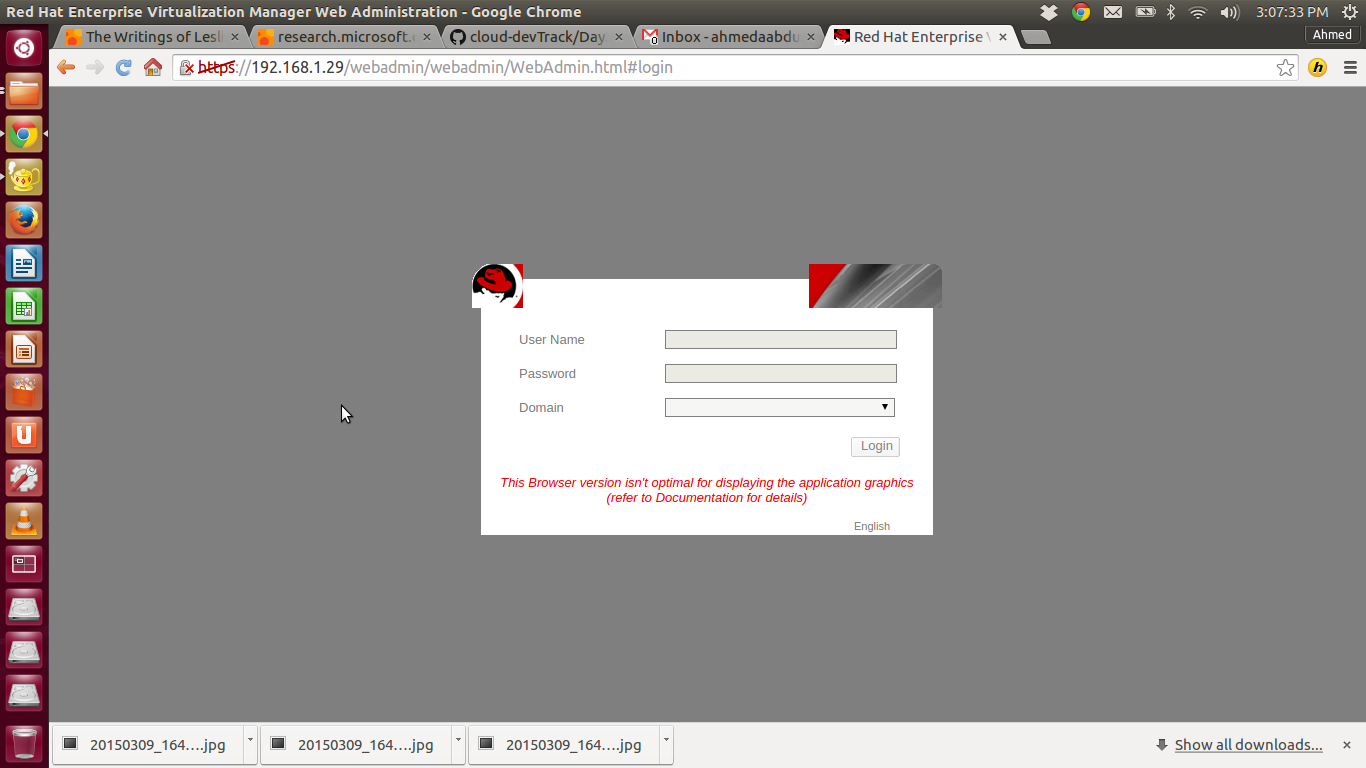 Red Hat Enterprise Virtualization Manager Web Administration - Google Chrome
3:07:33 PM
The Writings of Lesli
research.microsoft.c
cloud-devTrack/Day
Inbox - ahmedaabdu
Red Hat Enterprise V
Ahmed
https://192.168.1.29/webadmin/webadmin/WebAdmin.html#login
User Name
Password
Domain
Login
This Browser version isn't optimal for displaying the application graphics
(refer to Documentation for details)
English
20150309_164....jpg
20150309_164....jpg
20150309_164....jpg
Show all downloads...